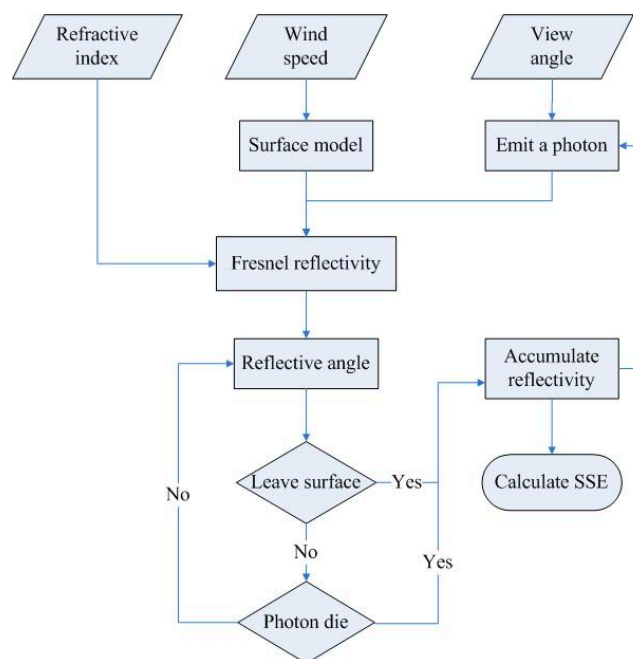 Refractive
index
Wind
speed
View
angle
Surface model
Emit a photon
Fresnel reflectivity
Reflective angle
Accumulate
reflectivity
Leave surface
Yes
Calculate SSE
No
No
Yes
Photon die